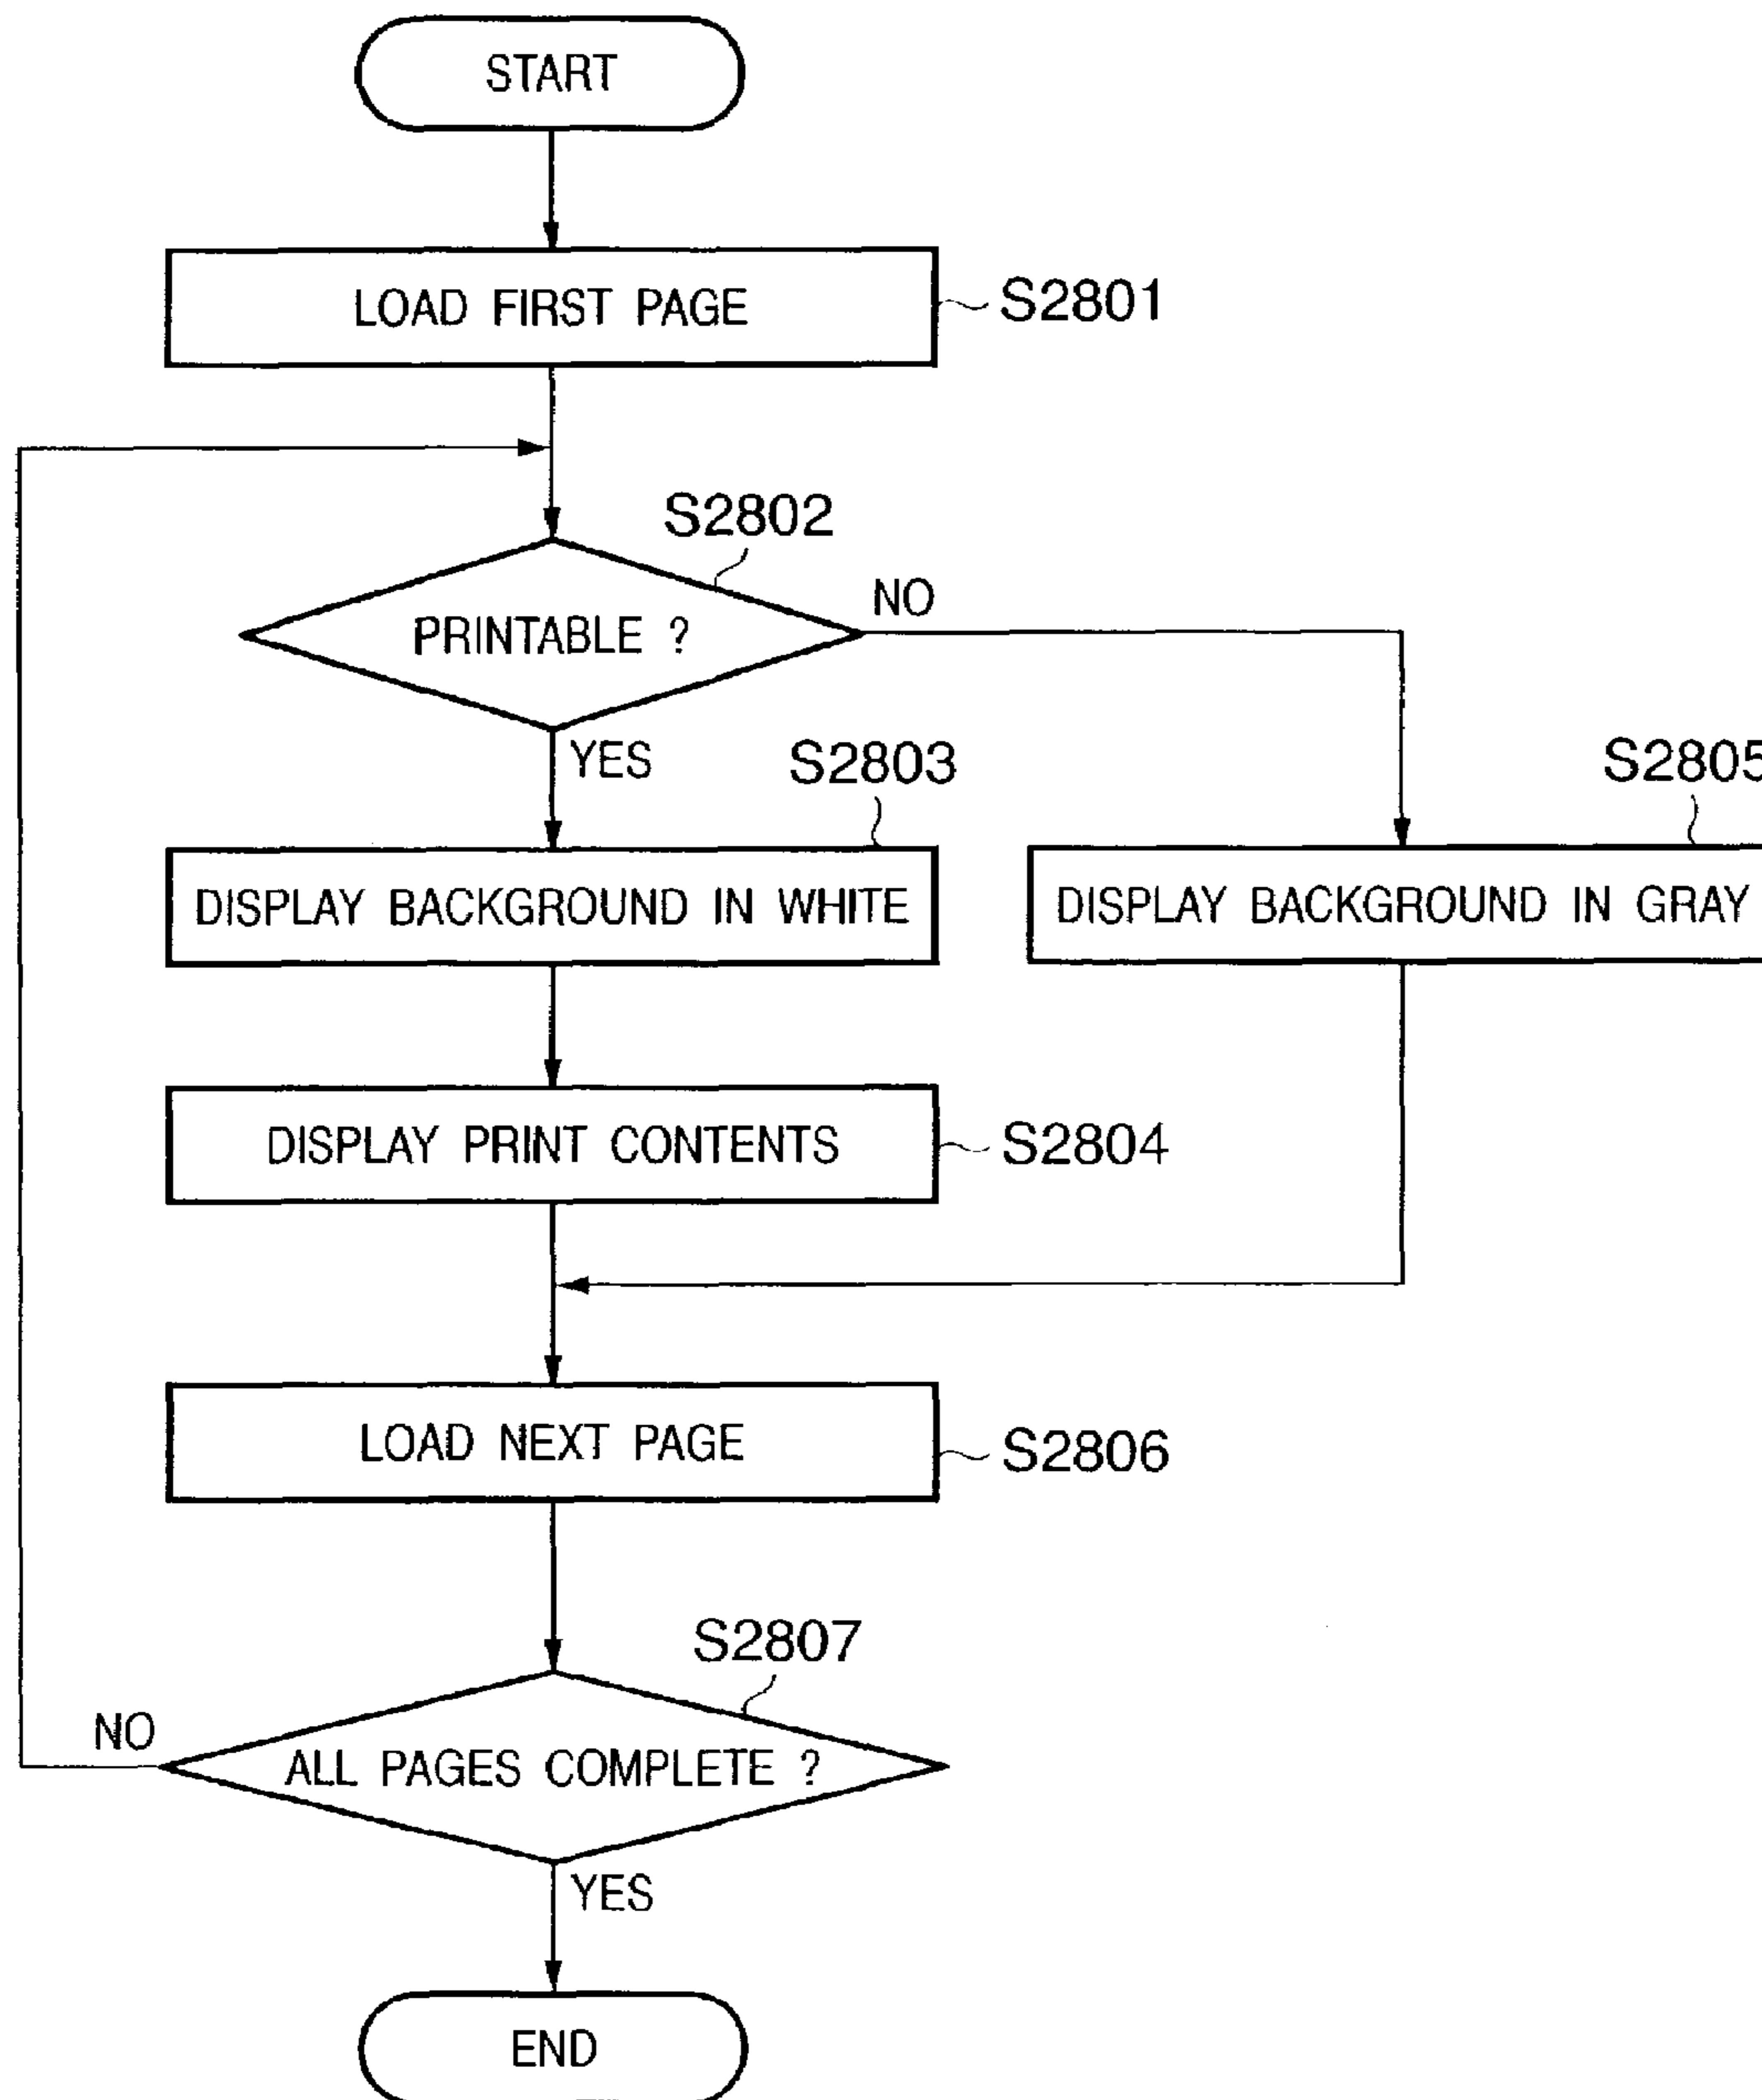 START
LOAD FIRST PAGE
S2801
S2802
PRINTABLE ?
NO
YES
S2803
S2805
DISPLAY BACKGROUND IN WHITE
DISPLAY BACKGROUND IN GRAY
DISPLAY PRINT CONTENTS
S2804
LOAD NEXT PAGE
S2806
S2807
NO
ALL PAGES COMPLETE ?
YES
END